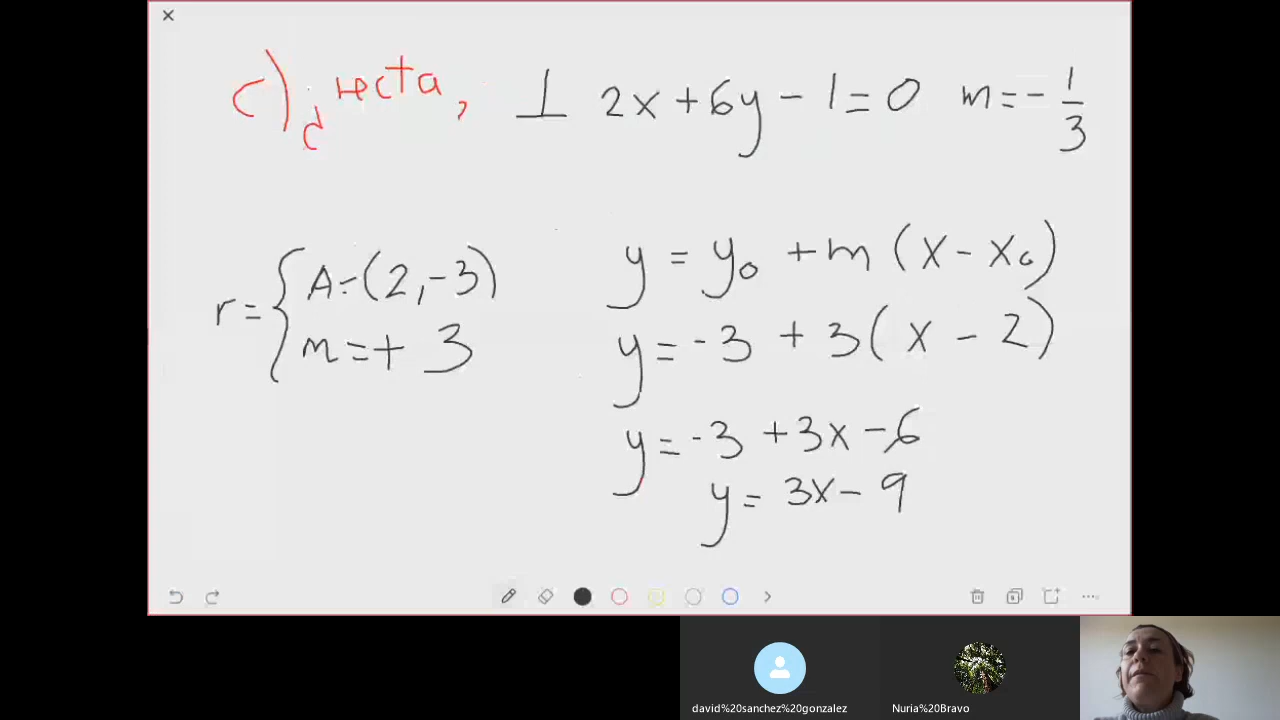 c) d recta, ⊥ 2x + 6y - 1 = 0 m = - 1/3
r = { A = (2, -3)
m = + 3
y = y₀ + m (x - x₀)
y = -3 + 3 (x - 2)
y = -3 + 3x - 6
y = 3x - 9
david%20sanchez%20gonzalez
Nuria%20Bravo